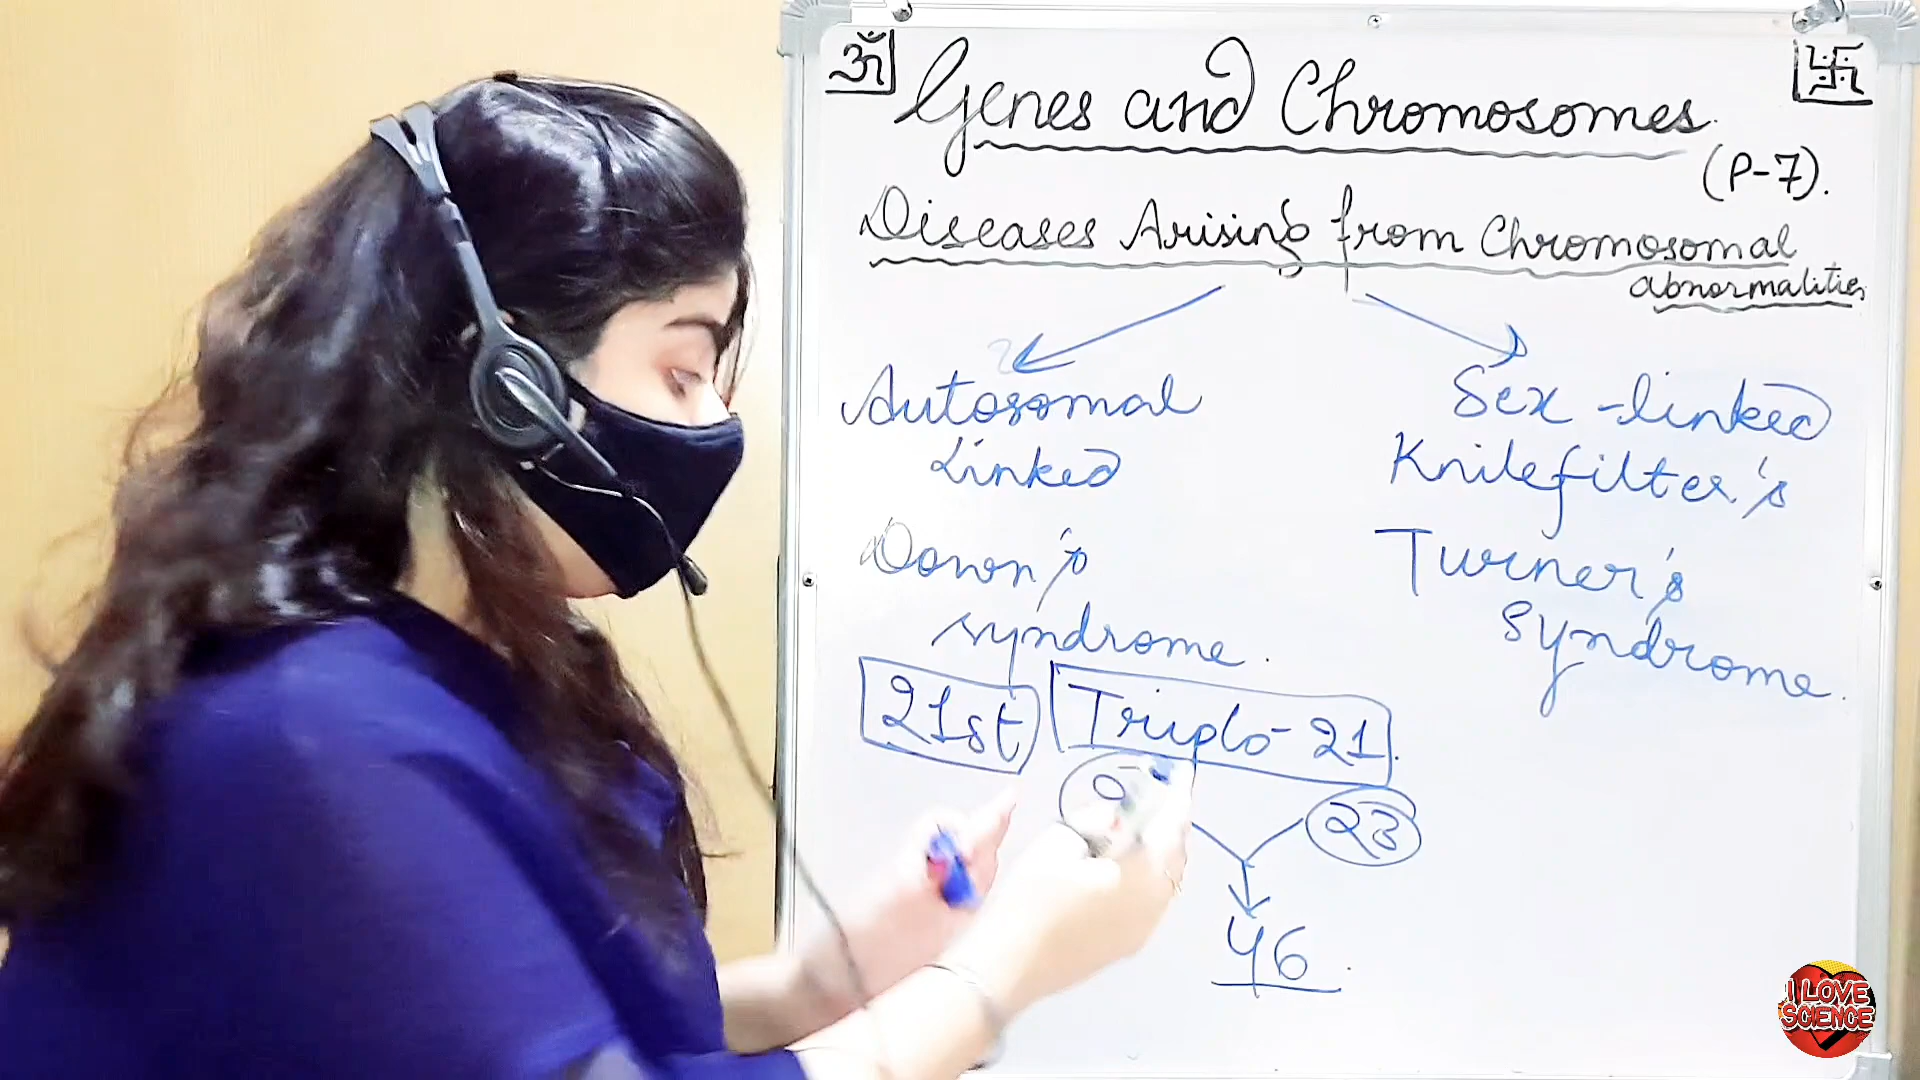 ॐ
Genes and Chromosomes
(P-7).
Diseases Arising from Chromosomal
abnormalities
Autosomal
Linked
Down's
syndrome.
21st
Triplo-21
Sex-linked
Knilefilter's
Turner's
Syndrome.
23
46
I LOVE
SCIENCE